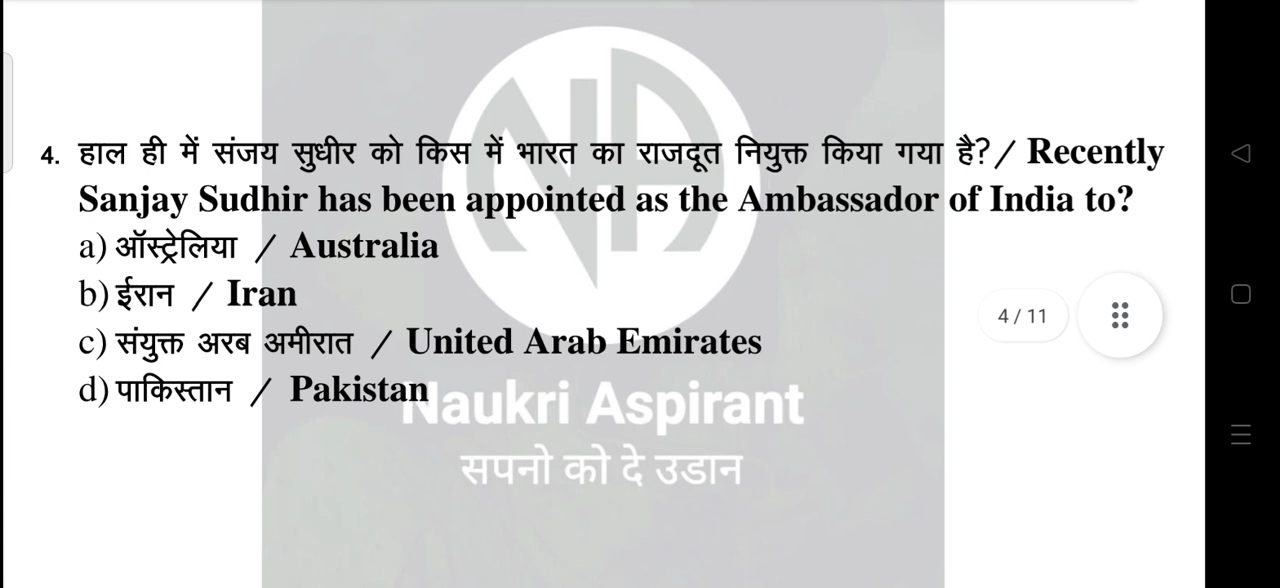 4. हाल ही में संजय सुधीर को किस में भारत का राजदूत नियुक्त किया गया है?/ Recently
Sanjay Sudhir has been appointed as the Ambassador of India to?
a) ऑस्ट्रेलिया / Australia
b) ईरान / Iran
c) संयुक्त अरब अमीरात / United Arab Emirates
d) पाकिस्तान / Pakistan
4 / 11
Naukri Aspirant
सपनो को दे उडान